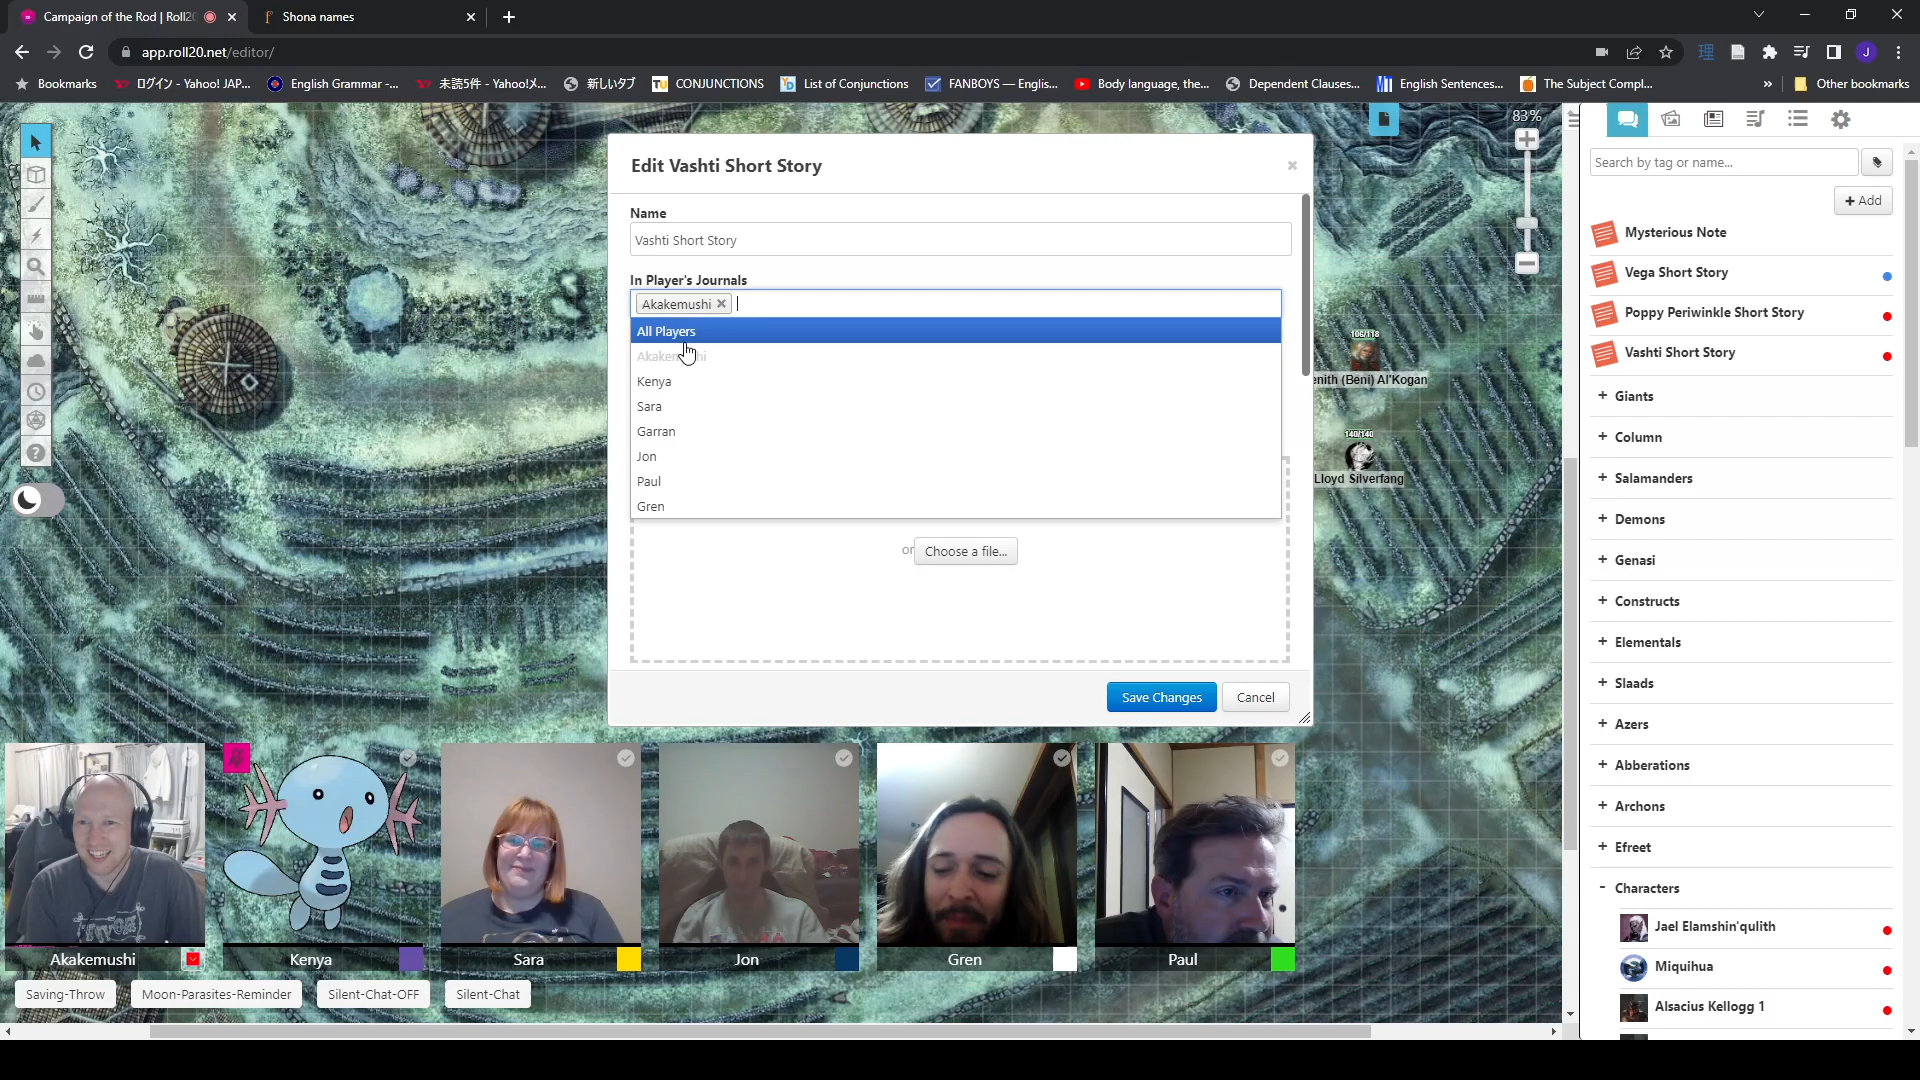 Campaign of the Rod | Roll20
Shona names
app.roll20.net/editor/
Bookmarks
ログイン - Yahoo! JAP...
English Grammar -...
未読5件 - Yahoo!メ...
新しいタブ
CONJUNCTIONS
List of Conjunctions
FANBOYS — Englis...
Body language, the...
Dependent Clauses...
English Sentences...
The Subject Compl...
»
Other bookmarks
83%
Edit Vashti Short Story
Name
Vashti Short Story
In Player's Journals
Akakemushi
All Players
Kenya
Sara
Garran
Jon
Paul
Gren
or Choose a file...
Save Changes
Cancel
106/118
enith (Beni) Al'Kogan
140/140
Lloyd Silverfang
Search by tag or name...
+ Add
Mysterious Note
Vega Short Story
Poppy Periwinkle Short Story
Vashti Short Story
+ Giants
+ Column
+ Salamanders
+ Demons
+ Genasi
+ Constructs
+ Elementals
+ Slaads
+ Azers
+ Abberations
+ Archons
+ Efreet
- Characters
Jael Elamshin'qulith
Miquihua
Alsacius Kellogg 1
Akakemushi
Kenya
Sara
Jon
Gren
Paul
Saving-Throw
Moon-Parasites-Reminder
Silent-Chat-OFF
Silent-Chat